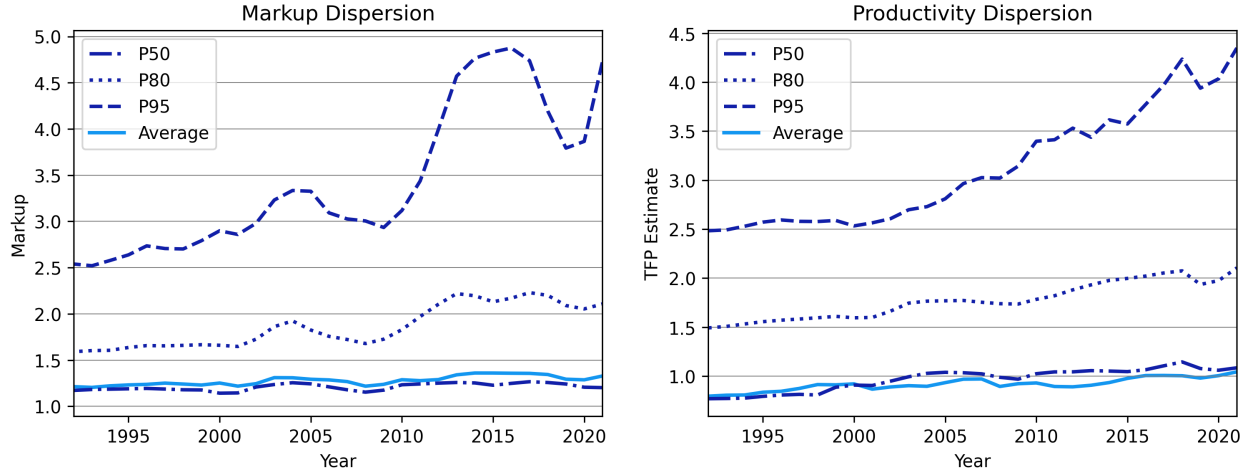 Markup Dispersion
5.0
4.5
4.0
3.5
3.0
2.5
2.0
1.5
1.0
Markup
P50
P80
P95
Average
1995 2000 2005 2010 2015 2020
Year
Productivity Dispersion
4.5
4.0
3.5
3.0
2.5
2.0
1.5
1.0
TFP Estimate
P50
P80
P95
Average
1995 2000 2005 2010 2015 2020
Year